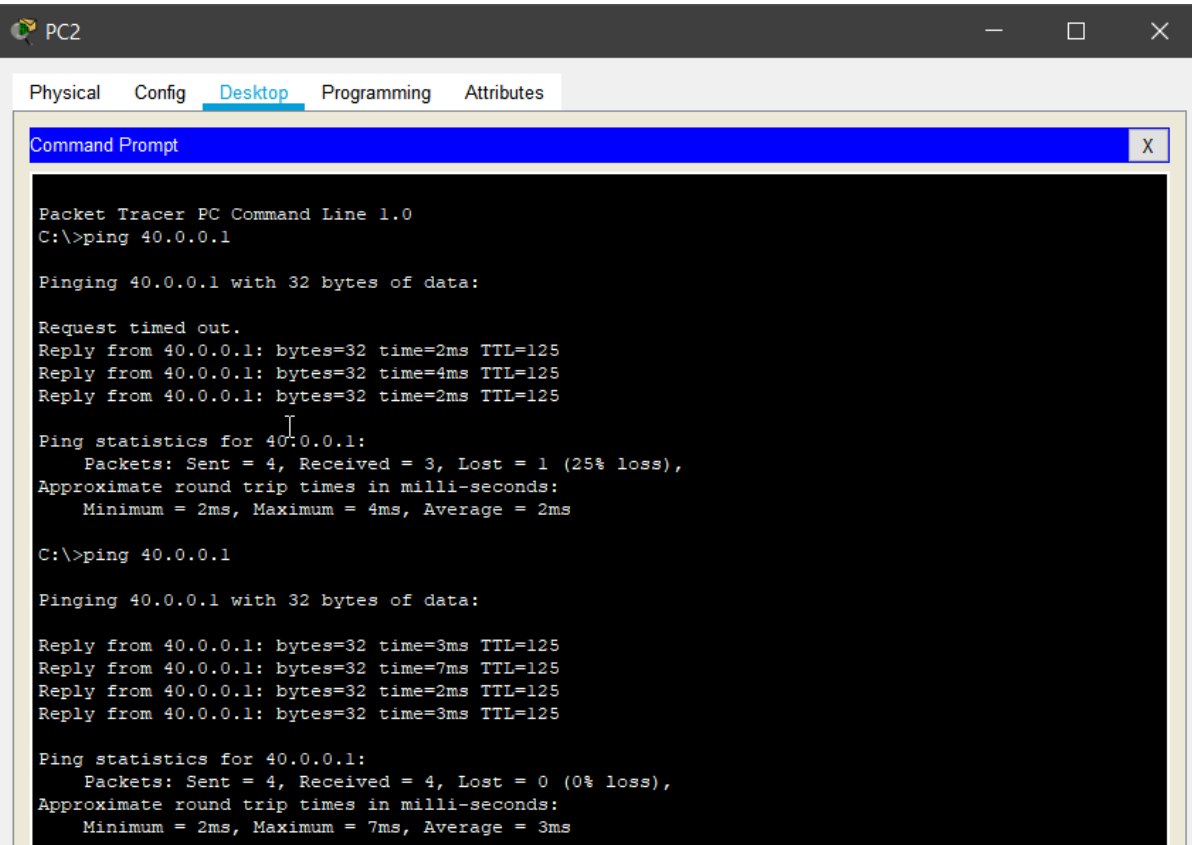 PC2
Physical Config Desktop Programming Attributes
Command Prompt X
Packet Tracer PC Command Line 1.0
C:\>ping 40.0.0.1
Pinging 40.0.0.1 with 32 bytes of data:
Request timed out.
Reply from 40.0.0.1: bytes=32 time=2ms TTL=125
Reply from 40.0.0.1: bytes=32 time=4ms TTL=125
Reply from 40.0.0.1: bytes=32 time=2ms TTL=125
Ping statistics for 40.0.0.1:
    Packets: Sent = 4, Received = 3, Lost = 1 (25% loss),
Approximate round trip times in milli-seconds:
    Minimum = 2ms, Maximum = 4ms, Average = 2ms
C:\>ping 40.0.0.1
Pinging 40.0.0.1 with 32 bytes of data:
Reply from 40.0.0.1: bytes=32 time=3ms TTL=125
Reply from 40.0.0.1: bytes=32 time=7ms TTL=125
Reply from 40.0.0.1: bytes=32 time=2ms TTL=125
Reply from 40.0.0.1: bytes=32 time=3ms TTL=125
Ping statistics for 40.0.0.1:
    Packets: Sent = 4, Received = 4, Lost = 0 (0% loss),
Approximate round trip times in milli-seconds:
    Minimum = 2ms, Maximum = 7ms, Average = 3ms